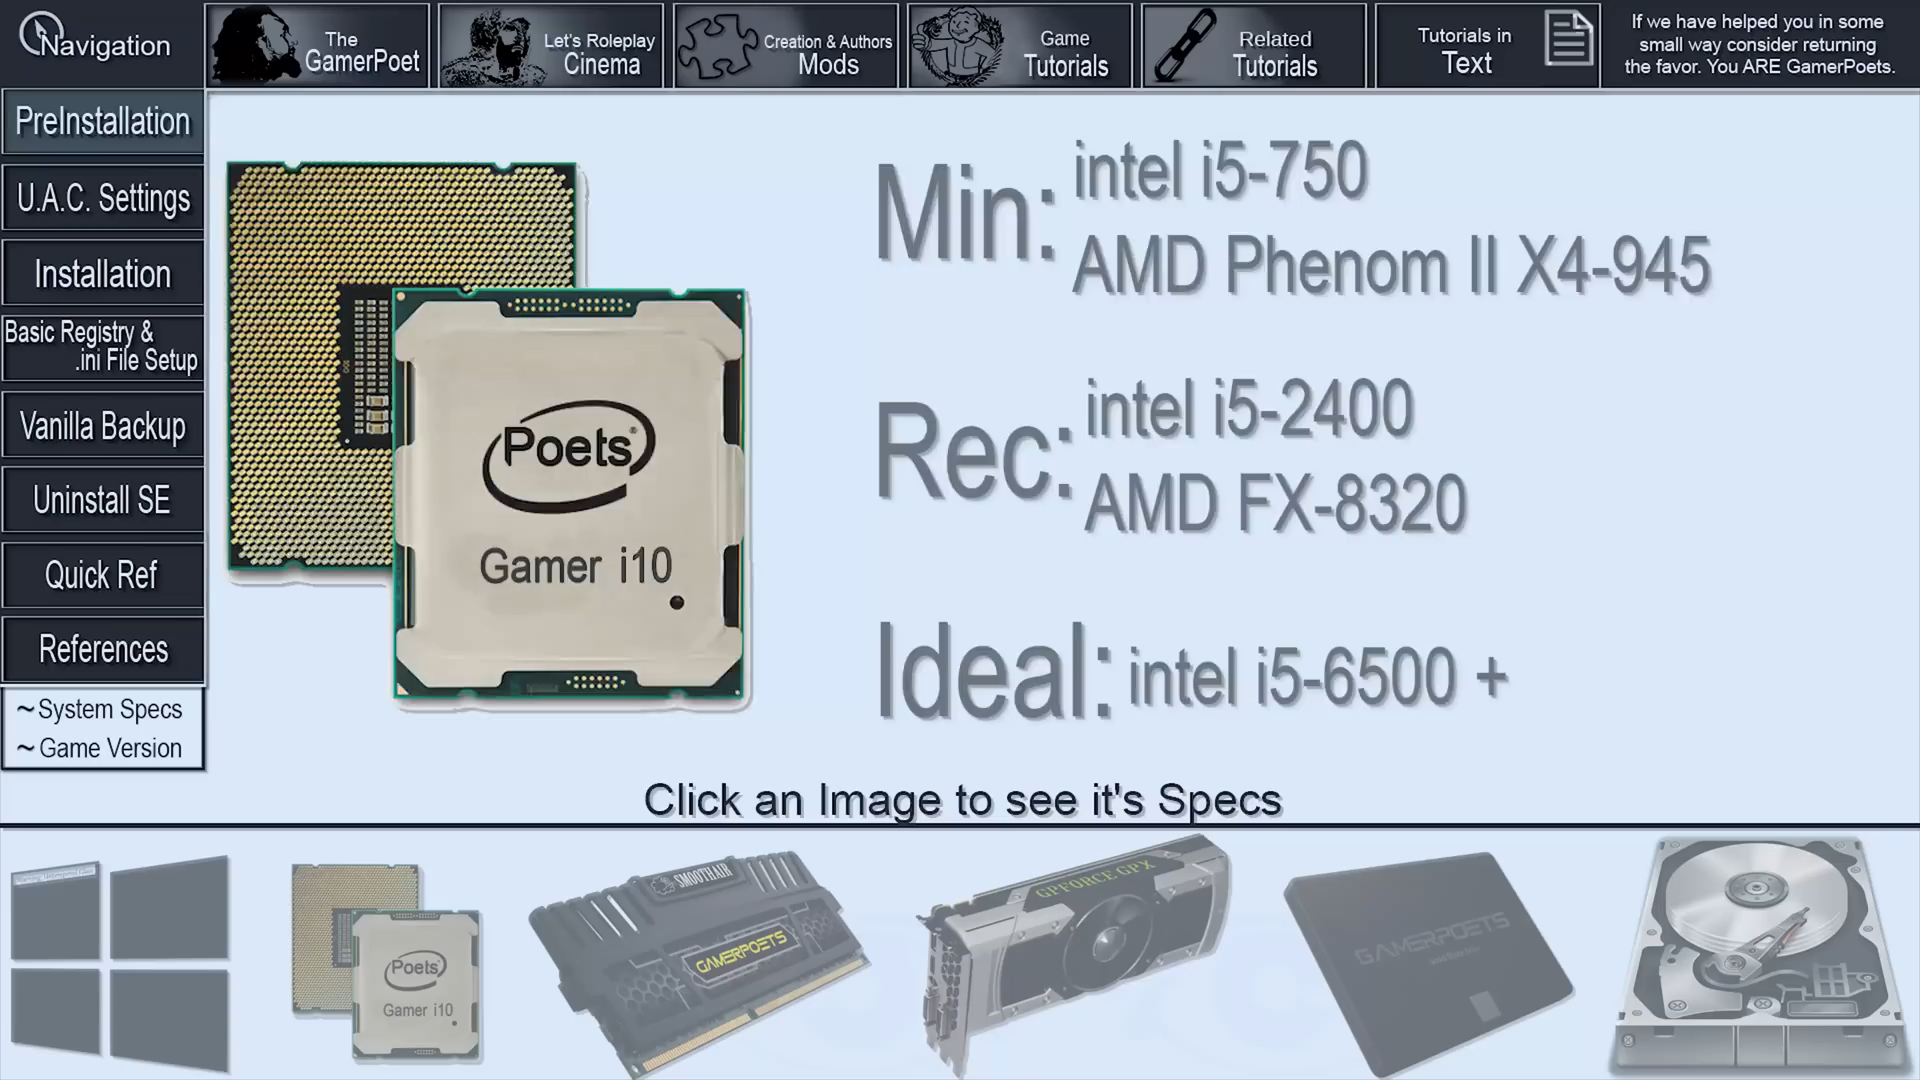 Navigation
The
GamerPoet
Let's Roleplay
Cinema
Creation & Authors
Mods
Game
Tutorials
Related
Tutorials
Tutorials in
Text
If we have helped you in some
small way consider returning
the favor. You ARE GamerPoets.
PreInstallation
U.A.C. Settings
Installation
Basic Registry &
.ini File Setup
Vanilla Backup
Uninstall SE
Quick Ref
References
~System Specs
~Game Version
Poets
Gamer i10
Min:
intel i5-750
AMD Phenom II X4-945
Rec:
intel i5-2400
AMD FX-8320
Ideal:
intel i5-6500 +
Click an Image to see it's Specs
Poets
Gamer i10
SMOOTHAIR
GAMERPOETS
GPFORCE GPX
GAMERPOETS